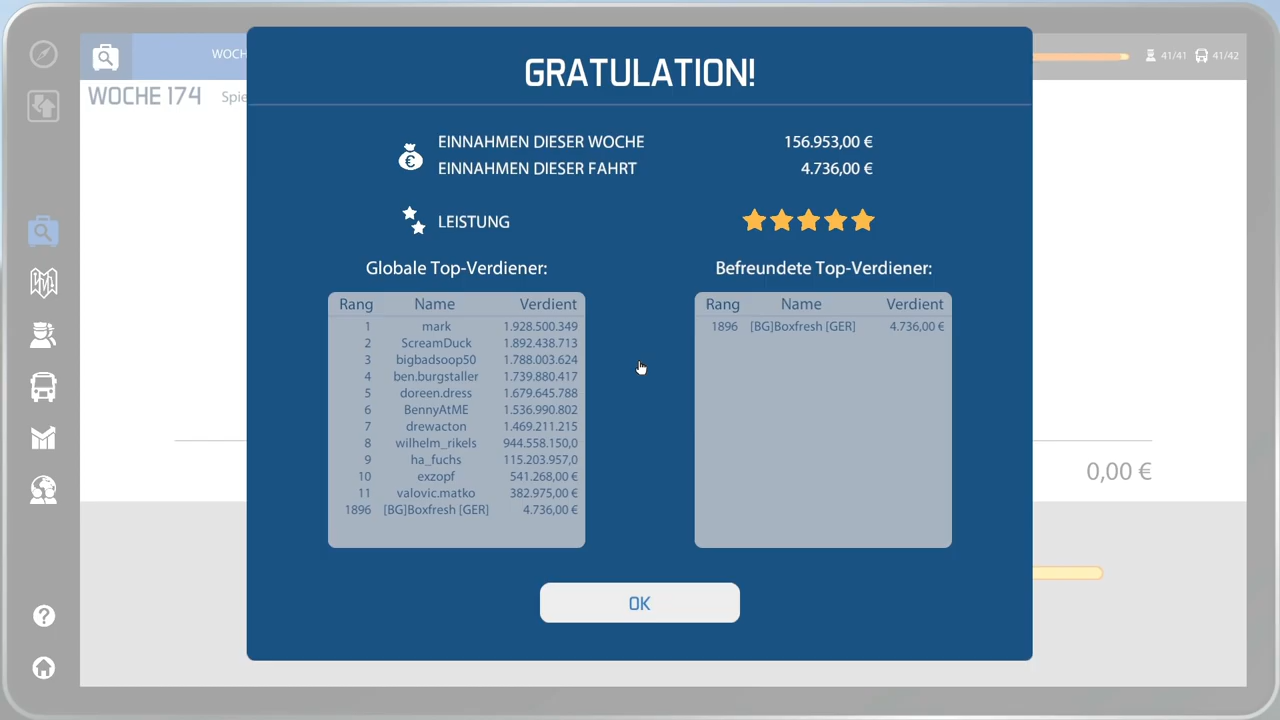 WOCH
41/41
41/42
WOCHE 174
Spie
GRATULATION!
EINNAHMEN DIESER WOCHE 156.953,00 €
EINNAHMEN DIESER FAHRT 4.736,00 €
LEISTUNG
Globale Top-Verdiener:
Rang Name Verdient
1 mark 1.928.500.349
2 ScreamDuck 1.892.438.713
3 bigbadsoop50 1.788.003.624
4 ben.burgstaller 1.739.880.417
5 doreen.dress 1.679.645.788
6 BennyAtME 1.536.990.802
7 drewacton 1.469.211.215
8 wilhelm_rikels 944.558.150,0
9 ha_fuchs 115.203.957,0
10 exzopf 541.268,00 €
11 valovic.matko 382.975,00 €
1896 [BG]Boxfresh [GER] 4.736,00 €
Befreundete Top-Verdiener:
Rang Name Verdient
1896 [BG]Boxfresh [GER] 4.736,00 €
0,00 €
OK